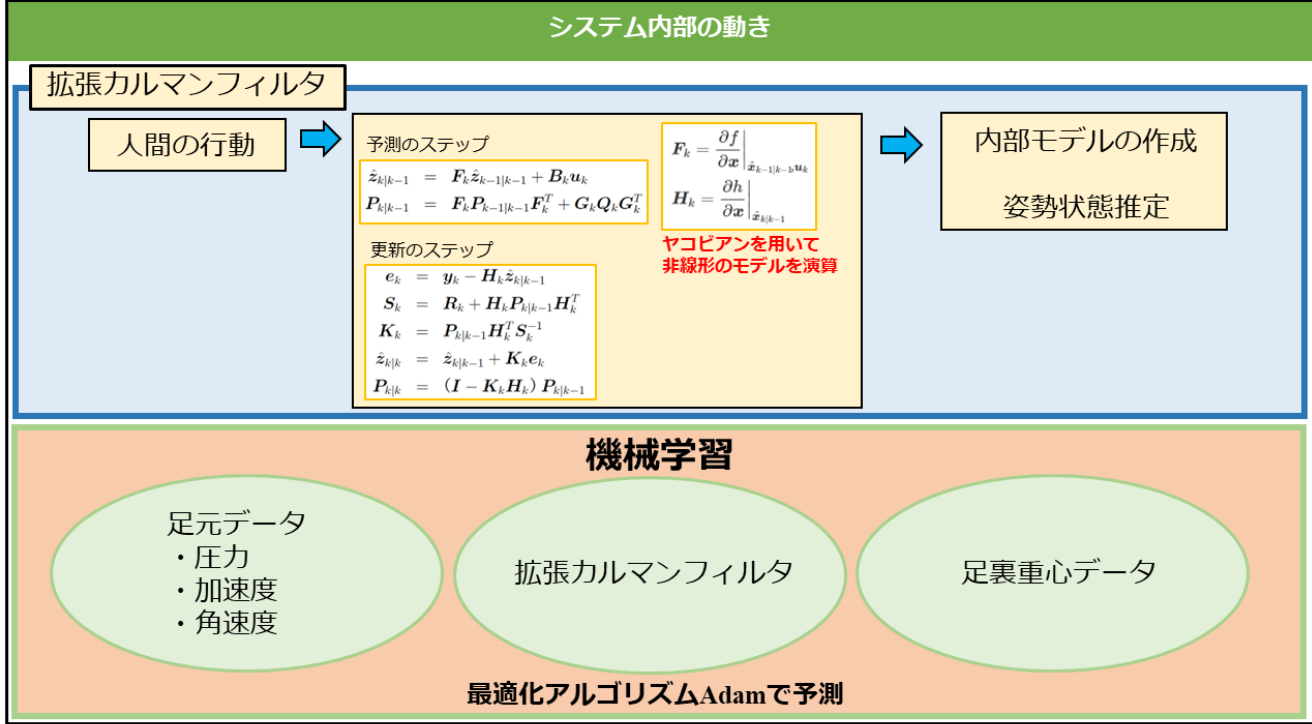 システム内部の動き
拡張カルマンフィルタ
人間の行動
予測のステップ
ẑ_{k|k−1} = F_k ẑ_{k−1|k−1} + B_k u_k
P_{k|k−1} = F_k P_{k−1|k−1} F_k^T + G_k Q_k G_k^T
更新のステップ
e_k = y_k − H_k ẑ_{k|k−1}
S_k = R_k + H_k P_{k|k−1} H_k^T
K_k = P_{k|k−1} H_k^T S_k^{−1}
ẑ_{k|k} = ẑ_{k|k−1} + K_k e_k
P_{k|k} = (I − K_k H_k) P_{k|k−1}
F_k = ∂f/∂x |_{x̂_{k−1|k−1},u_k}
H_k = ∂h/∂x |_{x̂_{k|k−1}}
ヤコビアンを用いて
非線形のモデルを演算
内部モデルの作成
姿勢状態推定
機械学習
足元データ
・圧力
・加速度
・角速度
拡張カルマンフィルタ
足裏重心データ
最適化アルゴリズムAdamで予測